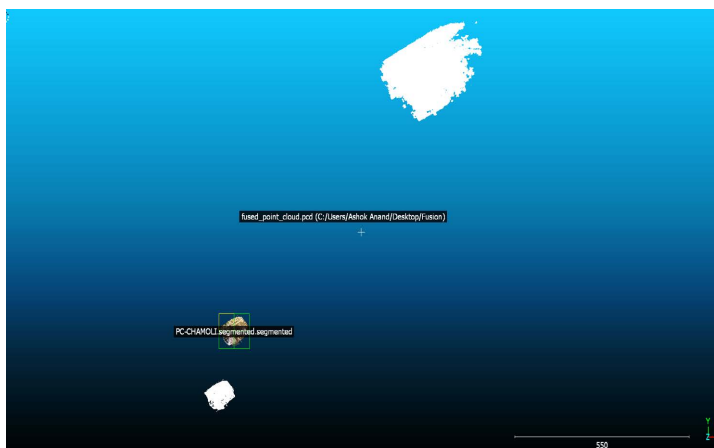 fused_point_cloud.pcd (C:/Users/Ashok Anand/Desktop/Fusion)
PC-CHAMOLI.segmented.segmented
Y
Z
550